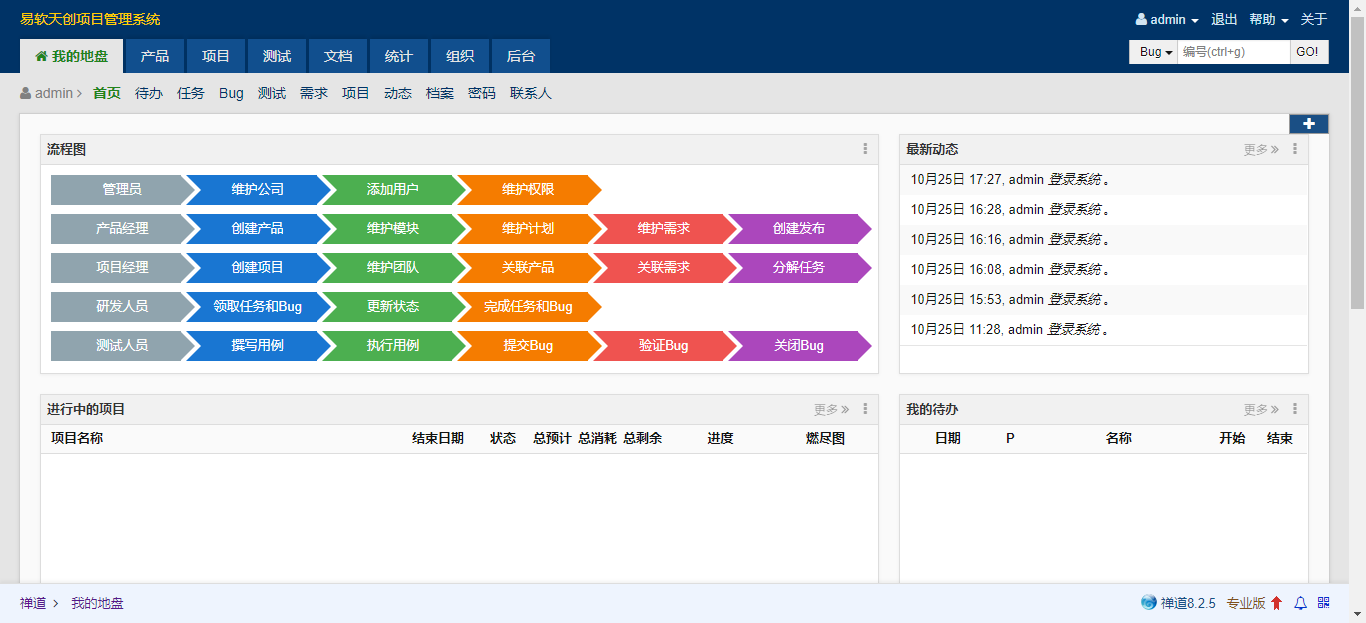 易软天创项目管理系统
admin 退出 帮助 关于
我的地盘 产品 项目 测试 文档 统计 组织 后台
Bug 编号(ctrl+g) GO!
admin 首页 待办 任务 Bug 测试 需求 项目 动态 档案 密码 联系人
流程图
管理员 维护公司 添加用户 维护权限
产品经理 创建产品 维护模块 维护计划 维护需求 创建发布
项目经理 创建项目 维护团队 关联产品 关联需求 分解任务
研发人员 领取任务和Bug 更新状态 完成任务和Bug
测试人员 撰写用例 执行用例 提交Bug 验证Bug 关闭Bug
最新动态 更多
10月25日 17:27, admin 登录系统 。
10月25日 16:28, admin 登录系统 。
10月25日 16:16, admin 登录系统 。
10月25日 16:08, admin 登录系统 。
10月25日 15:53, admin 登录系统 。
10月25日 11:28, admin 登录系统 。
进行中的项目 更多
项目名称 结束日期 状态 总预计 总消耗 总剩余 进度 燃尽图
我的待办 更多
日期 P 名称 开始 结束
禅道 我的地盘
禅道8.2.5 专业版